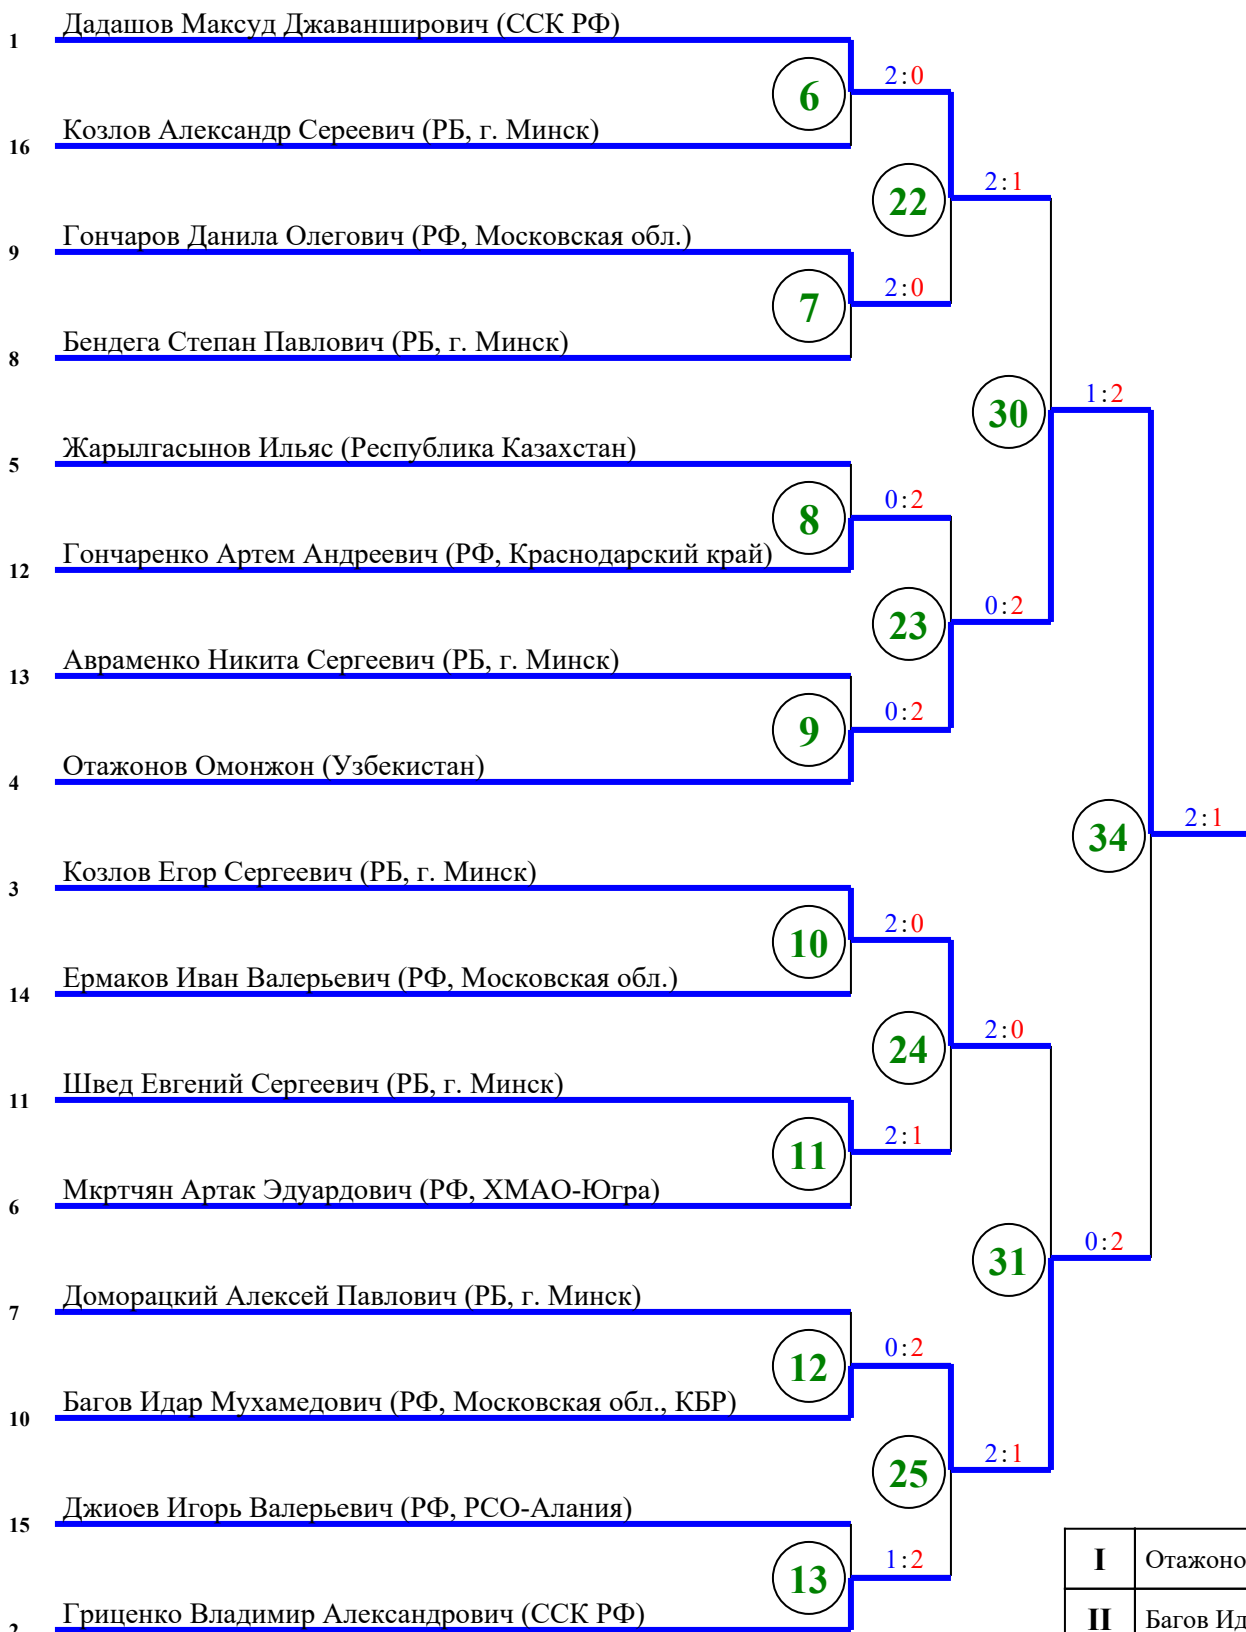 Дадашов Максуд Джаванширович (ССК РФ)
1
2:0
6
Козлов Александр Сереевич (РБ, г. Минск)
16
2:1
22
Гончаров Данила Олегович (РФ, Московская обл.)
9
2:0
7
Бендега Степан Павлович (РБ, г. Минск)
8
1:2
30
Жарылгасынов Ильяс (Республика Казахстан)
5
0:2
8
Гончаренко Артем Андреевич (РФ, Краснодарский край)
12
0:2
23
Авраменко Никита Сергеевич (РБ, г. Минск)
13
0:2
9
Отажонов Омонжон (Узбекистан)
4
2:1
34
Козлов Егор Сергеевич (РБ, г. Минск)
3
2:0
10
Ермаков Иван Валерьевич (РФ, Московская обл.)
14
2:0
24
Швед Евгений Сергеевич (РБ, г. Минск)
11
2:1
11
Мкртчян Артак Эдуардович (РФ, ХМАО-Югра)
6
0:2
31
Доморацкий Алексей Павлович (РБ, г. Минск)
7
0:2
12
Багов Идар Мухамедович (РФ, Московская обл., КБР)
10
2:1
25
Джиоев Игорь Валерьевич (РФ, РСО-Алания)
15
1:2
13
Гриценко Владимир Александрович (ССК РФ)
2
I Отажоно
II Багов Ид